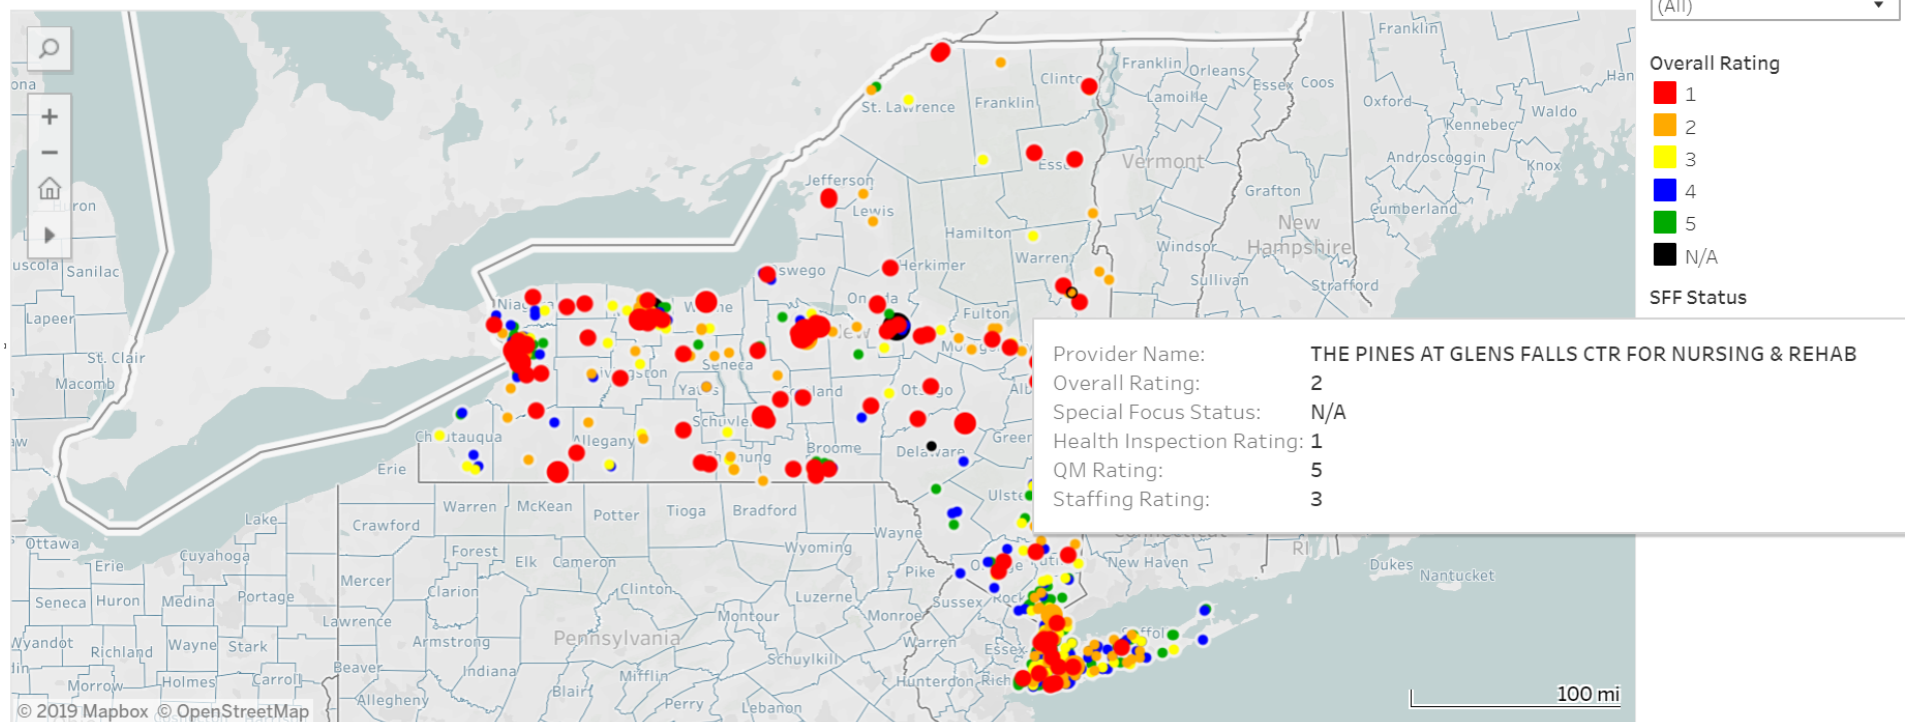 (All)
Overall Rating
1
2
3
4
5
N/A
SFF Status
Franklin
Franklin
Orleans
Essex
Coos
Clinto
St. Lawrence
Franklin
Lamoille
Oxford
Waldo
Kennebec
Androscoggin
Knox
Vermont
Jefferson
Grafton
Cumberland
Lewis
New
Hampshire
Huron
Hamilton
Windsor
Warren
Sanilac
Herkimer
Sullivan
Strafford
Lapeer
Fulton
St. Clair
Seneca
Macomb
Schuyle
Allegany
Broome
Delaware
Erie
Provider Name: THE PINES AT GLENS FALLS CTR FOR NURSING & REHAB
Overall Rating: 2
Special Focus Status: N/A
Health Inspection Rating: 1
QM Rating: 5
Staffing Rating: 3
Warren
McKean
Potter
Tioga
Bradford
Wayne
Lake
Crawford
Ottawa
Cuyahoga
Forest
Elk
Cameron
Wyoming
Erie
Pike
New Haven
RI
Dukes
Nantucket
Mercer
Clarion
Clinton
Luzerne
Sussex
Seneca
Huron
Medina
Portage
Lawrence
Montour
Monroe
Wyandot
Richland
Wayne
Stark
Armstrong
Pennsylvania
Warren
Essex
Beaver
Indiana
Schuylkill
Morrow
Holmes
Carroll
Mifflin
Hunterdon
Allegheny
Blair
Perry
Lebanon
100 mi
© 2019 Mapbox © OpenStreetMap